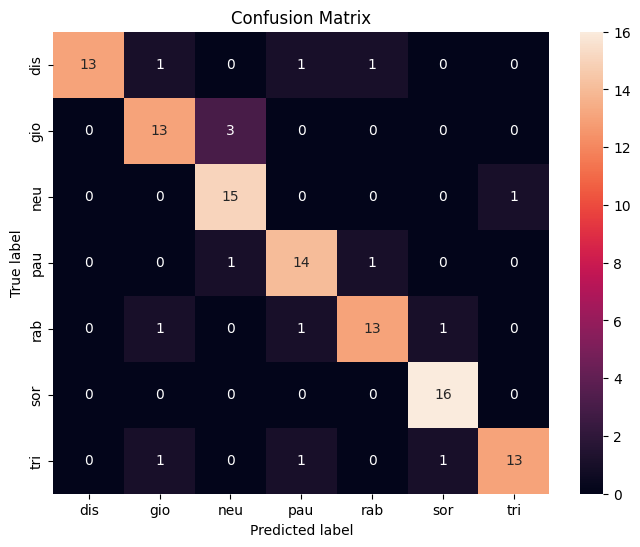 Confusion Matrix
True label
dis 13 1 0 1 1 0 0
gio 0 13 3 0 0 0 0
neu 0 0 15 0 0 0 1
pau 0 0 1 14 1 0 0
rab 0 1 0 1 13 1 0
sor 0 0 0 0 0 16 0
tri 0 1 0 1 0 1 13
dis gio neu pau rab sor tri
Predicted label
16
14
12
10
8
6
4
2
0